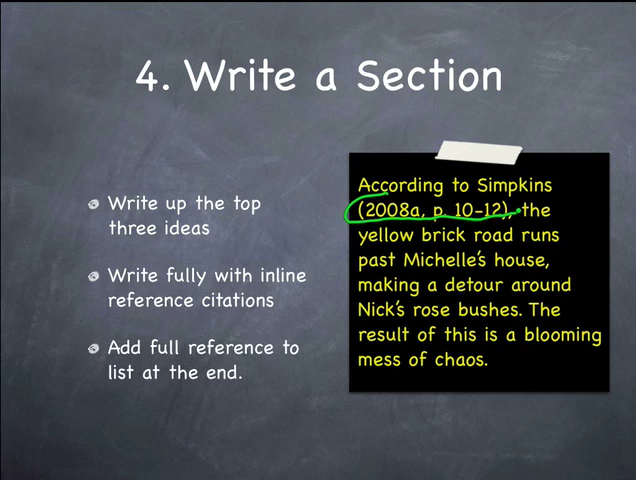 4. Write a Section
Write up the top
three ideas
Write fully with inline
reference citations
Add full reference to
list at the end.
According to Simpkins
(2008a, p. 10-12), the
yellow brick road runs
past Michelle's house,
making a detour around
Nick's rose bushes. The
result of this is a blooming
mess of chaos.